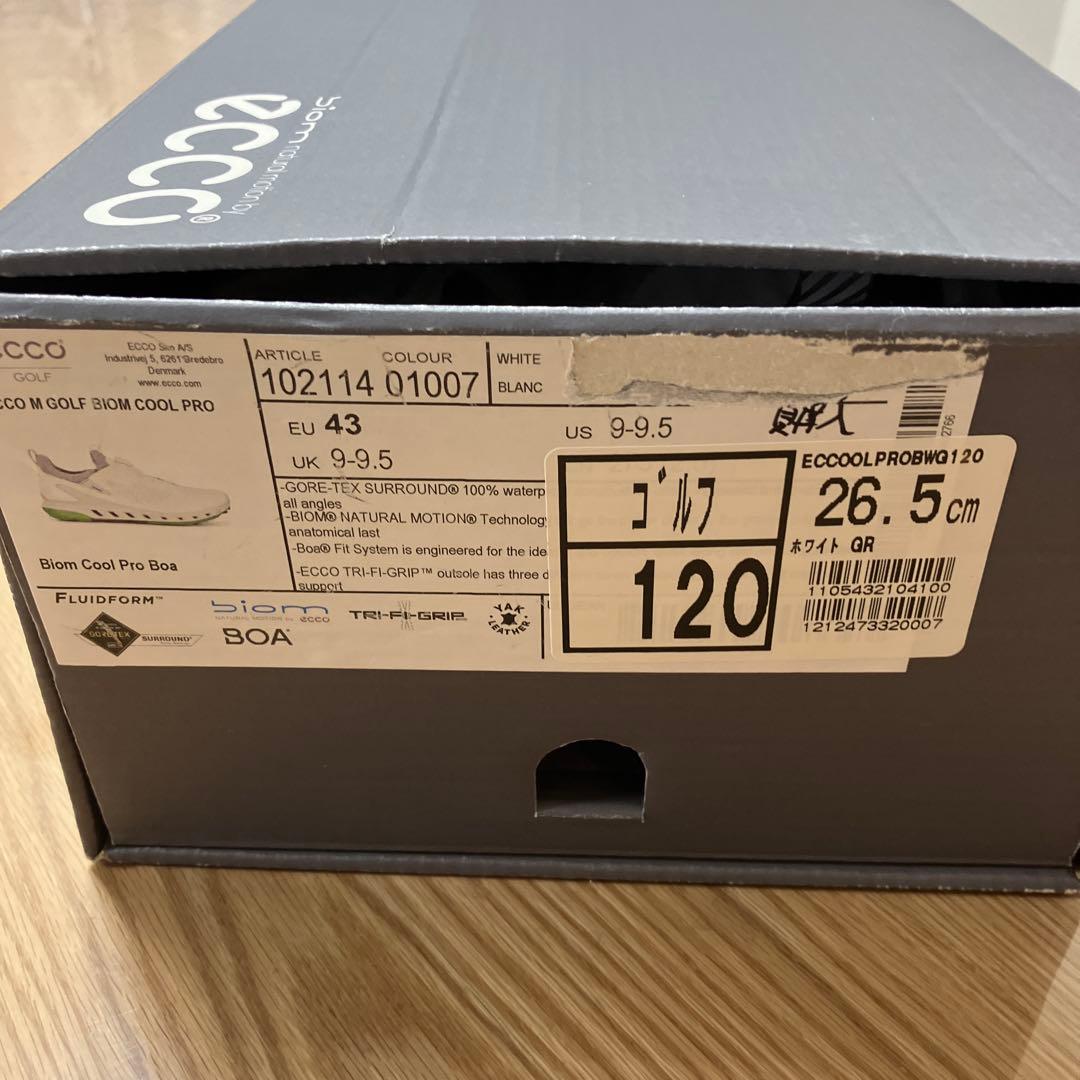 biom natural motion by
ecco®
ecco
GOLF
ECCO Sko A/S
Industrivej 5, 6261 Bredebro
Denmark
www.ecco.com
CCO M GOLF BIOM COOL PRO
Biom Cool Pro Boa
ARTICLE COLOUR
102114 01007
WHITE
BLANC
EU 43
US 9-9.5
UK 9-9.5
-GORE-TEX SURROUND® 100% waterp
all angles
-BIOM® NATURAL MOTION® Technology
anatomical last
-Boa® Fit System is engineered for the ide
-ECCO TRI-FI-GRIP™ outsole has three d
support
FLUIDFORM™
biom
NATURAL MOTION by ecco
TRI-FI-GRIP
YAK
LEATHER
GORE-TEX
SURROUND®
BOA
2766
ゴルフ
120
ECCOOLPROBWG120
26.5cm
ホワイト GR
1105432104100
1212473320007